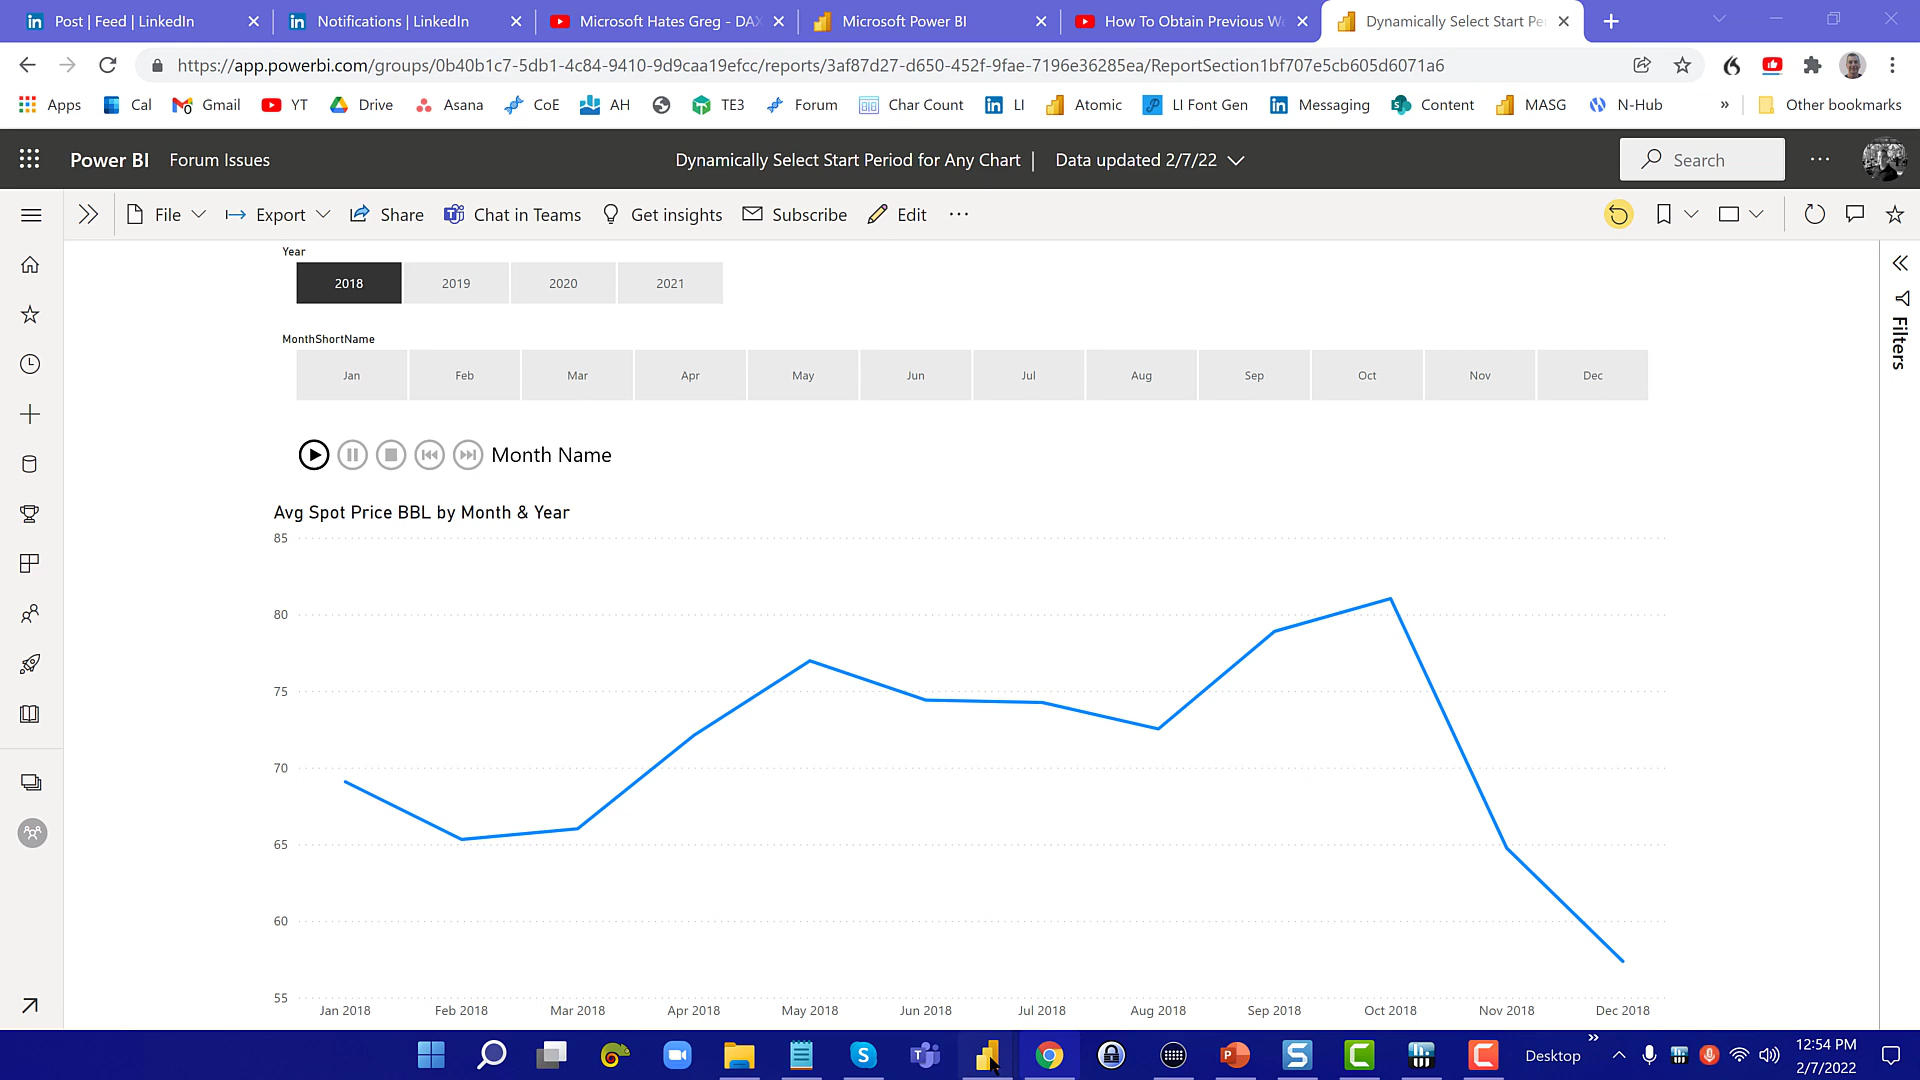 Post | Feed | LinkedIn
Notifications | LinkedIn
Microsoft Hates Greg - DAX
Microsoft Power BI
How To Obtain Previous We
Dynamically Select Start Pe
https://app.powerbi.com/groups/0b40b1c7-5db1-4c84-9410-9d9caa19efcc/reports/3af87d27-d650-452f-9fae-7196e36285ea/ReportSection1bf707e5cb605d6071a6
Apps Cal Gmail YT Drive Asana CoE AH TE3 Forum Char Count LI Atomic LI Font Gen Messaging Content MASG N-Hub » Other bookmarks
Power BI Forum Issues Dynamically Select Start Period for Any Chart | Data updated 2/7/22 Search
File Export Share Chat in Teams Get insights Subscribe Edit
Year
2018 2019 2020 2021
Filters
MonthShortName
Jan Feb Mar Apr May Jun Jul Aug Sep Oct Nov Dec
Month Name
Avg Spot Price BBL by Month & Year
85
80
75
70
65
60
55
Jan 2018 Feb 2018 Mar 2018 Apr 2018 May 2018 Jun 2018 Jul 2018 Aug 2018 Sep 2018 Oct 2018 Nov 2018 Dec 2018
Desktop
12:54 PM
2/7/2022